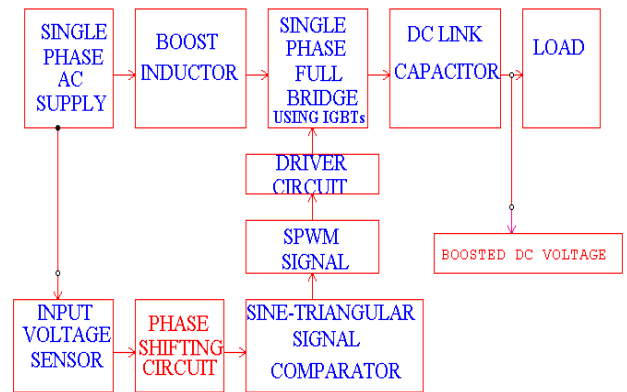 SINGLE
PHASE
AC
SUPPLY
BOOST
INDUCTOR
SINGLE
PHASE
FULL
BRIDGE
USING IGBTs
DC LINK
CAPACITOR
LOAD
DRIVER
CIRCUIT
SPWM
SIGNAL
BOOSTED DC VOLTAGE
INPUT
VOLTAGE
SENSOR
PHASE
SHIFTING
CIRCUIT
SINE-TRIANGULAR
SIGNAL
COMPARATOR